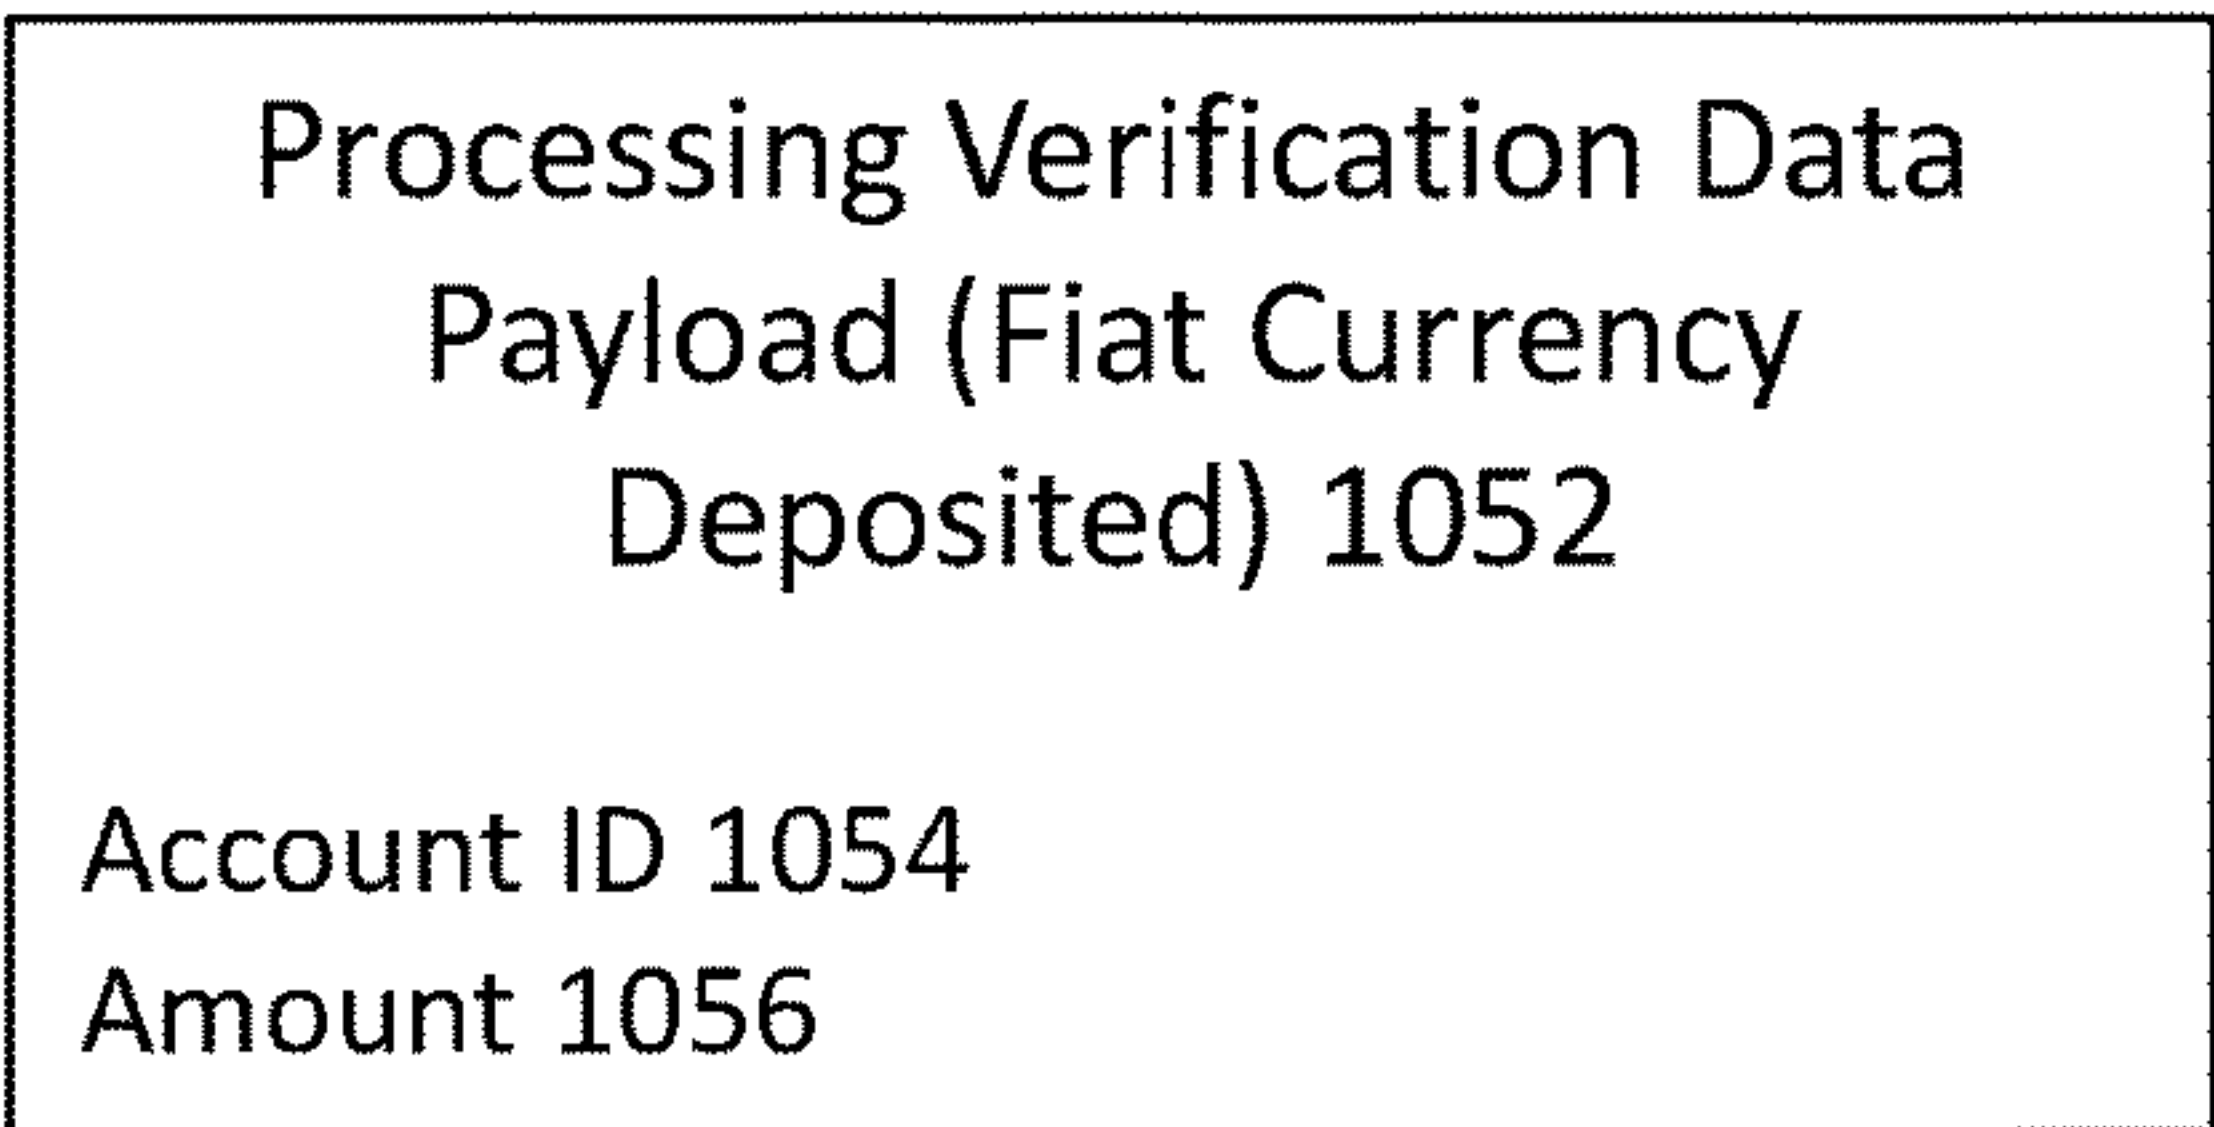 Processing Verification Data
Payload (Fiat Currency
Deposited) 1052
Account ID 1054
Amount 1056